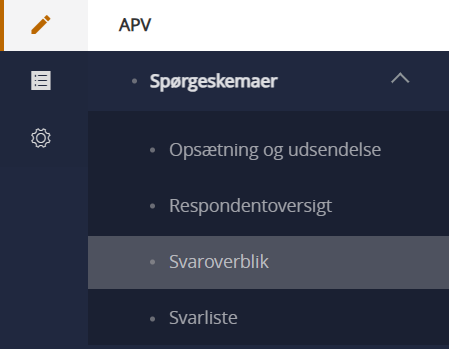 APV
Spørgeskemaer
Opsætning og udsendelse
Respondentoversigt
Svaroverblik
Svarliste